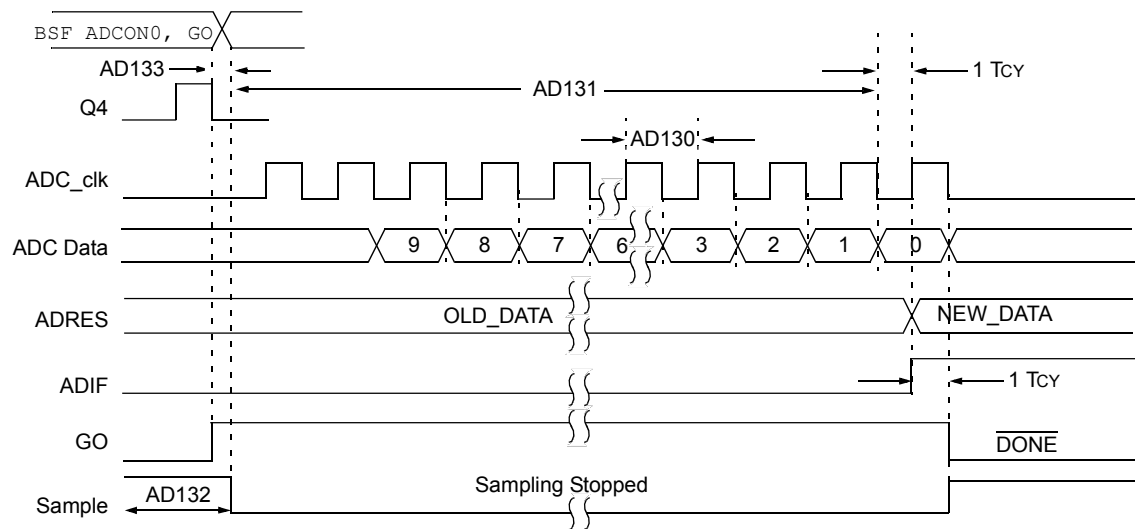 BSF ADCON0, GO
AD133
1 TCY
AD131
Q4
AD130
ADC_clk
ADC Data 9 8 7 6 3 2 1 0
ADRES OLD_DATA NEW_DATA
ADIF 1 TCY
GO DONE
AD132 Sampling Stopped
Sample